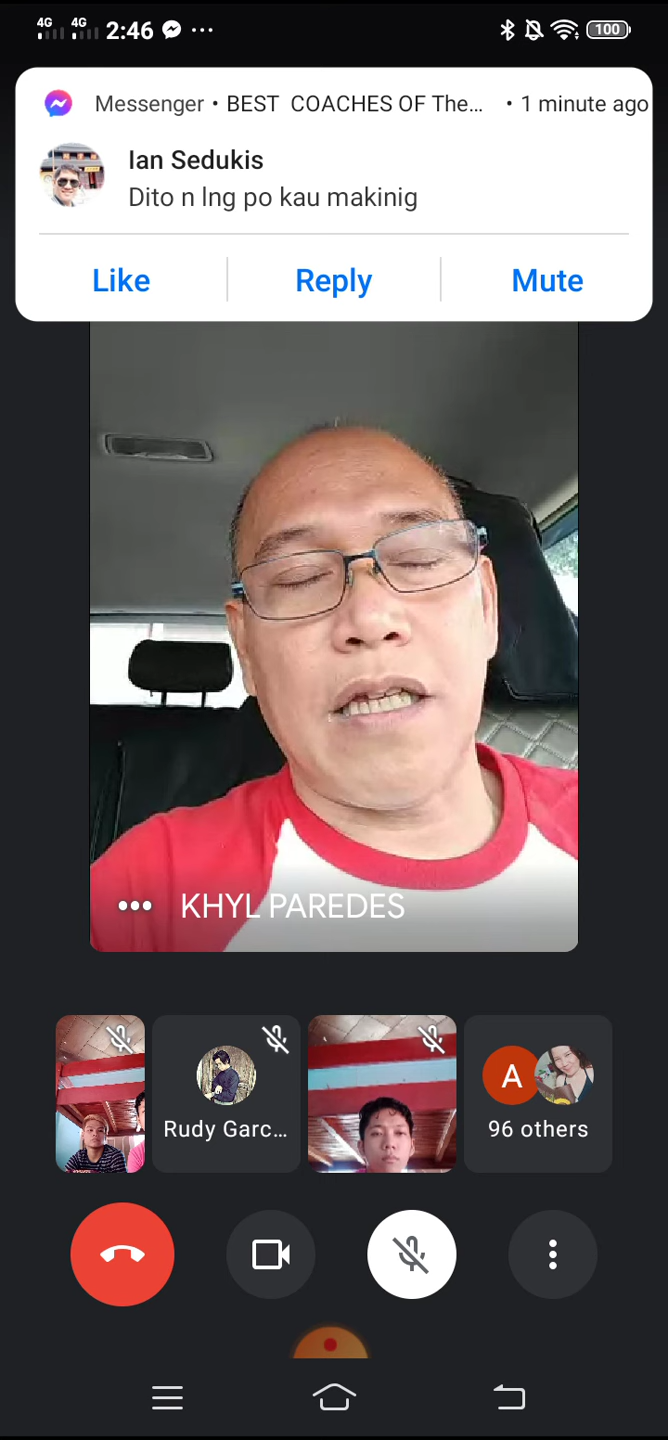 4G 4G 2:46 ... 100
Messenger • BEST COACHES OF The... • 1 minute ago
Ian Sedukis
Dito n lng po kau makinig
Like Reply Mute
KHYL PAREDES
Rudy Garc...
A
96 others